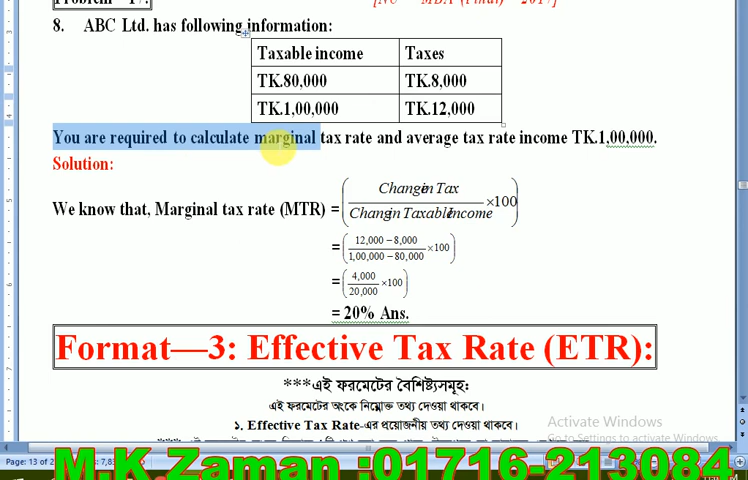 8. ABC Ltd. has following information:
Taxable income Taxes
TK.80,000 TK.8,000
TK.1,00,000 TK.12,000
You are required to calculate marginal tax rate and average tax rate income TK.1,00,000.
Solution:
We know that, Marginal tax rate (MTR) = (Change in Tax / Change in Taxable Income ×100)
= (12,000 – 8,000 / 1,00,000 – 80,000 ×100)
= (4,000 / 20,000 ×100)
= 20% Ans.
Format—3: Effective Tax Rate (ETR):
***এই ফরমেটের বৈশিষ্ট্যসমূহ:
এই ফরমেটের অংকে নিম্নোক্ত তথ্য দেওয়া থাকবে।
১. Effective Tax Rate-এর প্রয়োজনীয় তথ্য দেওয়া থাকবে।
Activate Windows
Go to Settings to activate Windows.
Page: 13 of 2
M.K Zaman :01716-213084